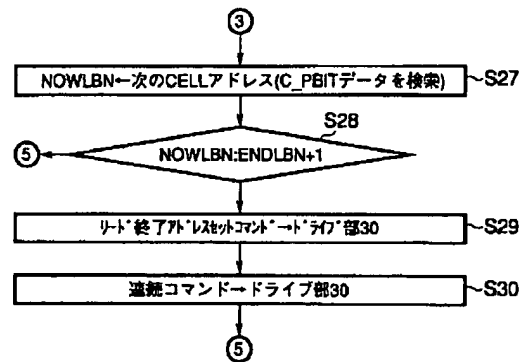 ③
NOWLBN←次のCELLアドレス(C_PBITデータを検索) S27
S28
⑤ NOWLBN:ENDLBN+1
リード終了アドレスセットコマンド→ドライブ部30 S29
連続コマンド→ドライブ部30 S30
⑤